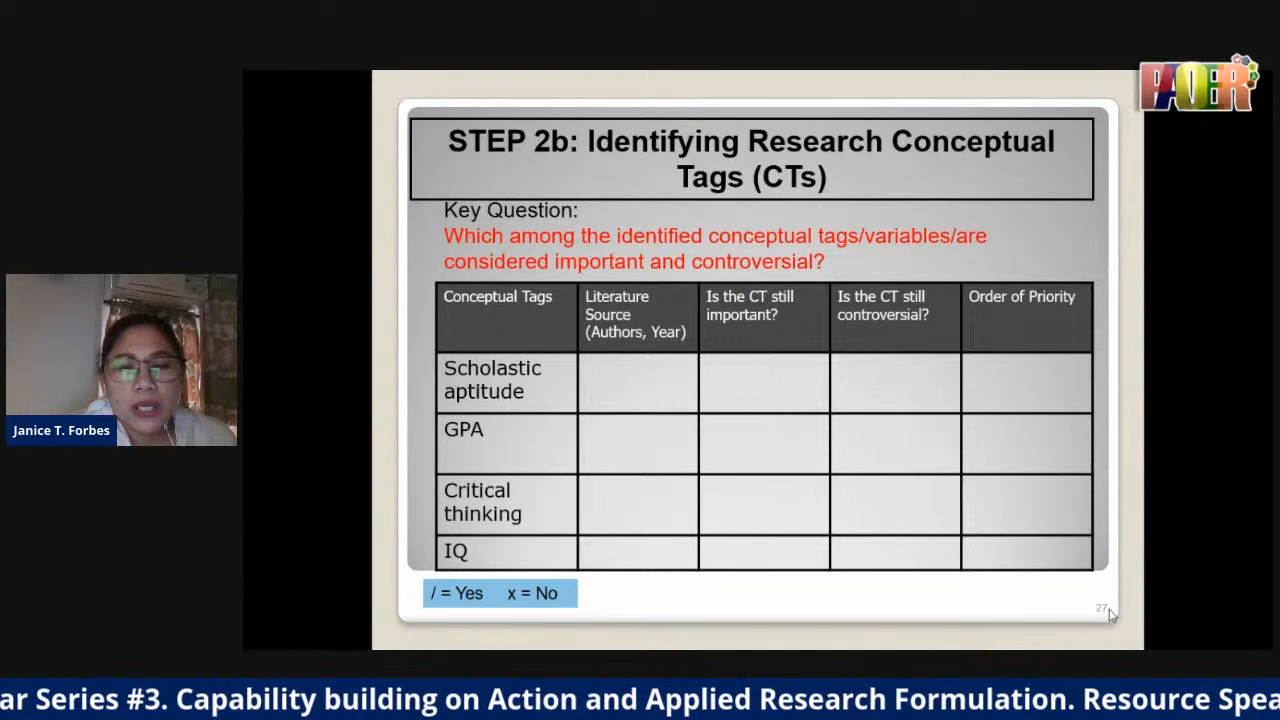 PAOER
STEP 2b: Identifying Research Conceptual
Tags (CTs)
Key Question:
Which among the identified conceptual tags/variables/are
considered important and controversial?
Conceptual Tags
Literature
Source
(Authors, Year)
Is the CT still
important?
Is the CT still
controversial?
Order of Priority
Scholastic
aptitude
GPA
Critical
thinking
IQ
/ = Yes x = No
27
Janice T. Forbes
ar Series #3. Capability building on Action and Applied Research Formulation. Resource Spea